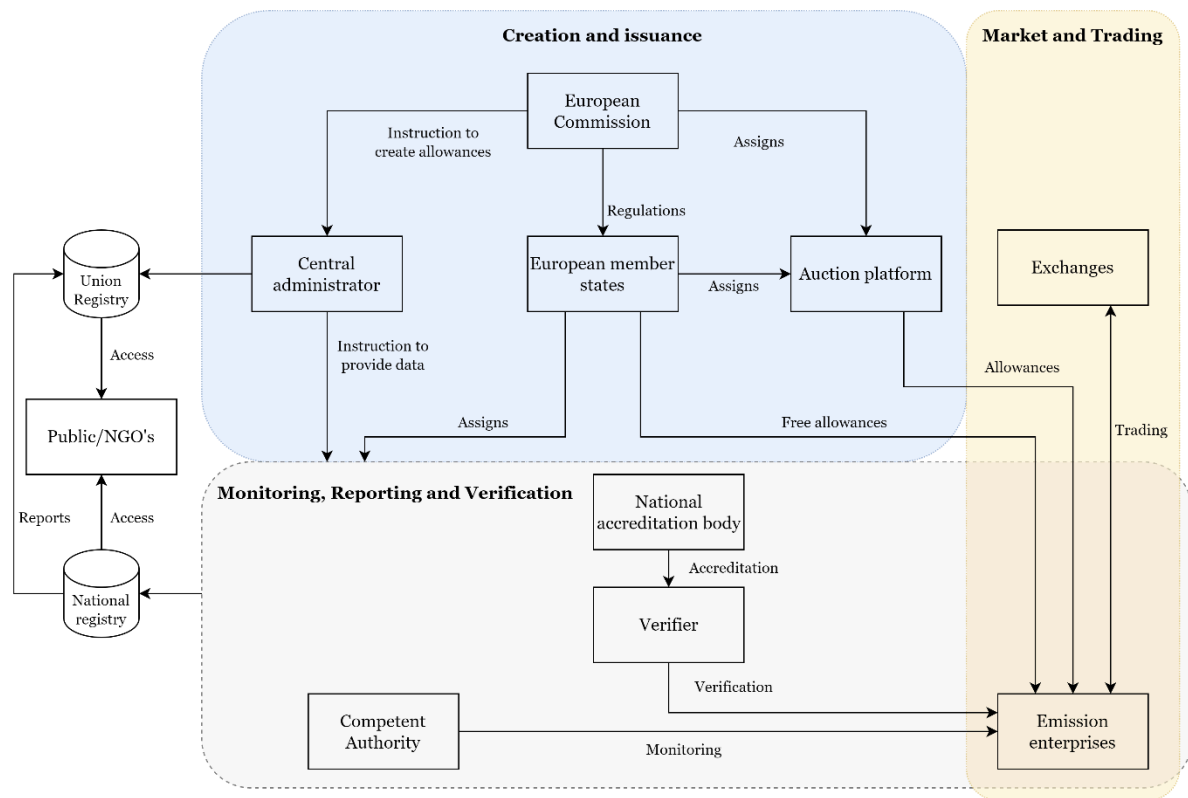 Creation and issuance
Market and Trading
European
Commission
Instruction to
create allowances
Assigns
Regulations
Central
administrator
European member
states
Assigns
Auction platform
Exchanges
Union
Registry
Access
Instruction to
provide data
Allowances
Public/NGO's
Assigns
Free allowances
Trading
Monitoring, Reporting and Verification
National
accreditation body
Reports
Access
Accreditation
National
registry
Verifier
Verification
Competent
Authority
Monitoring
Emission
enterprises